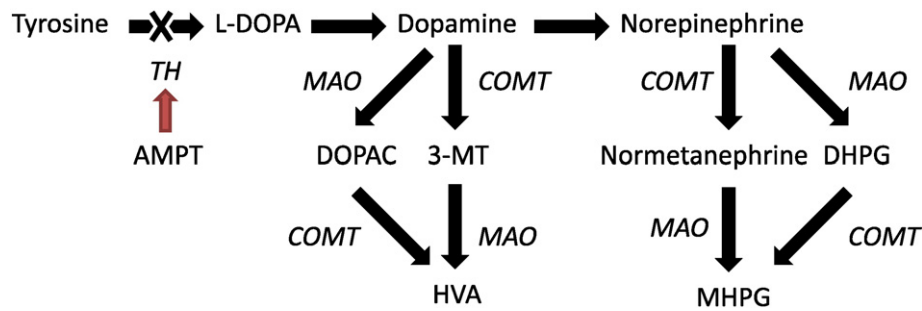 Tyrosine L-DOPA Dopamine Norepinephrine
TH MAO COMT COMT MAO
AMPT DOPAC 3-MT Normetanephrine DHPG
COMT MAO MAO COMT
HVA MHPG